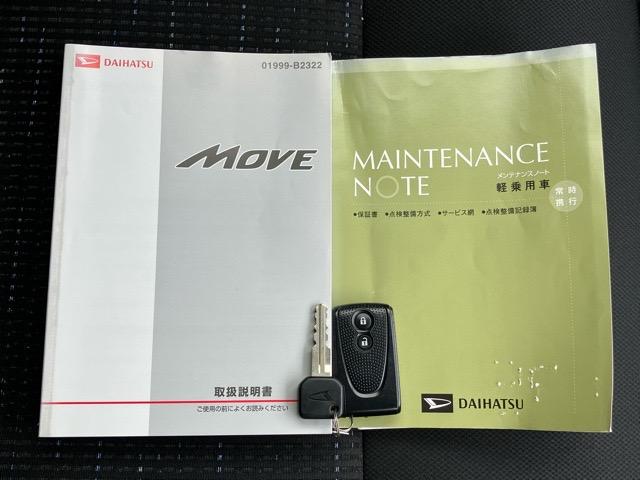 DAIHATSU
01999-B2322
MOVE
取扱説明書
ご使用の前によくお読みください
MAINTENANCE
NOTE
メンテナンスノート
軽乗用車
常時
携行
•保証書 •点検整備方式 •サービス網 •点検整備記録簿
DAIHATSU